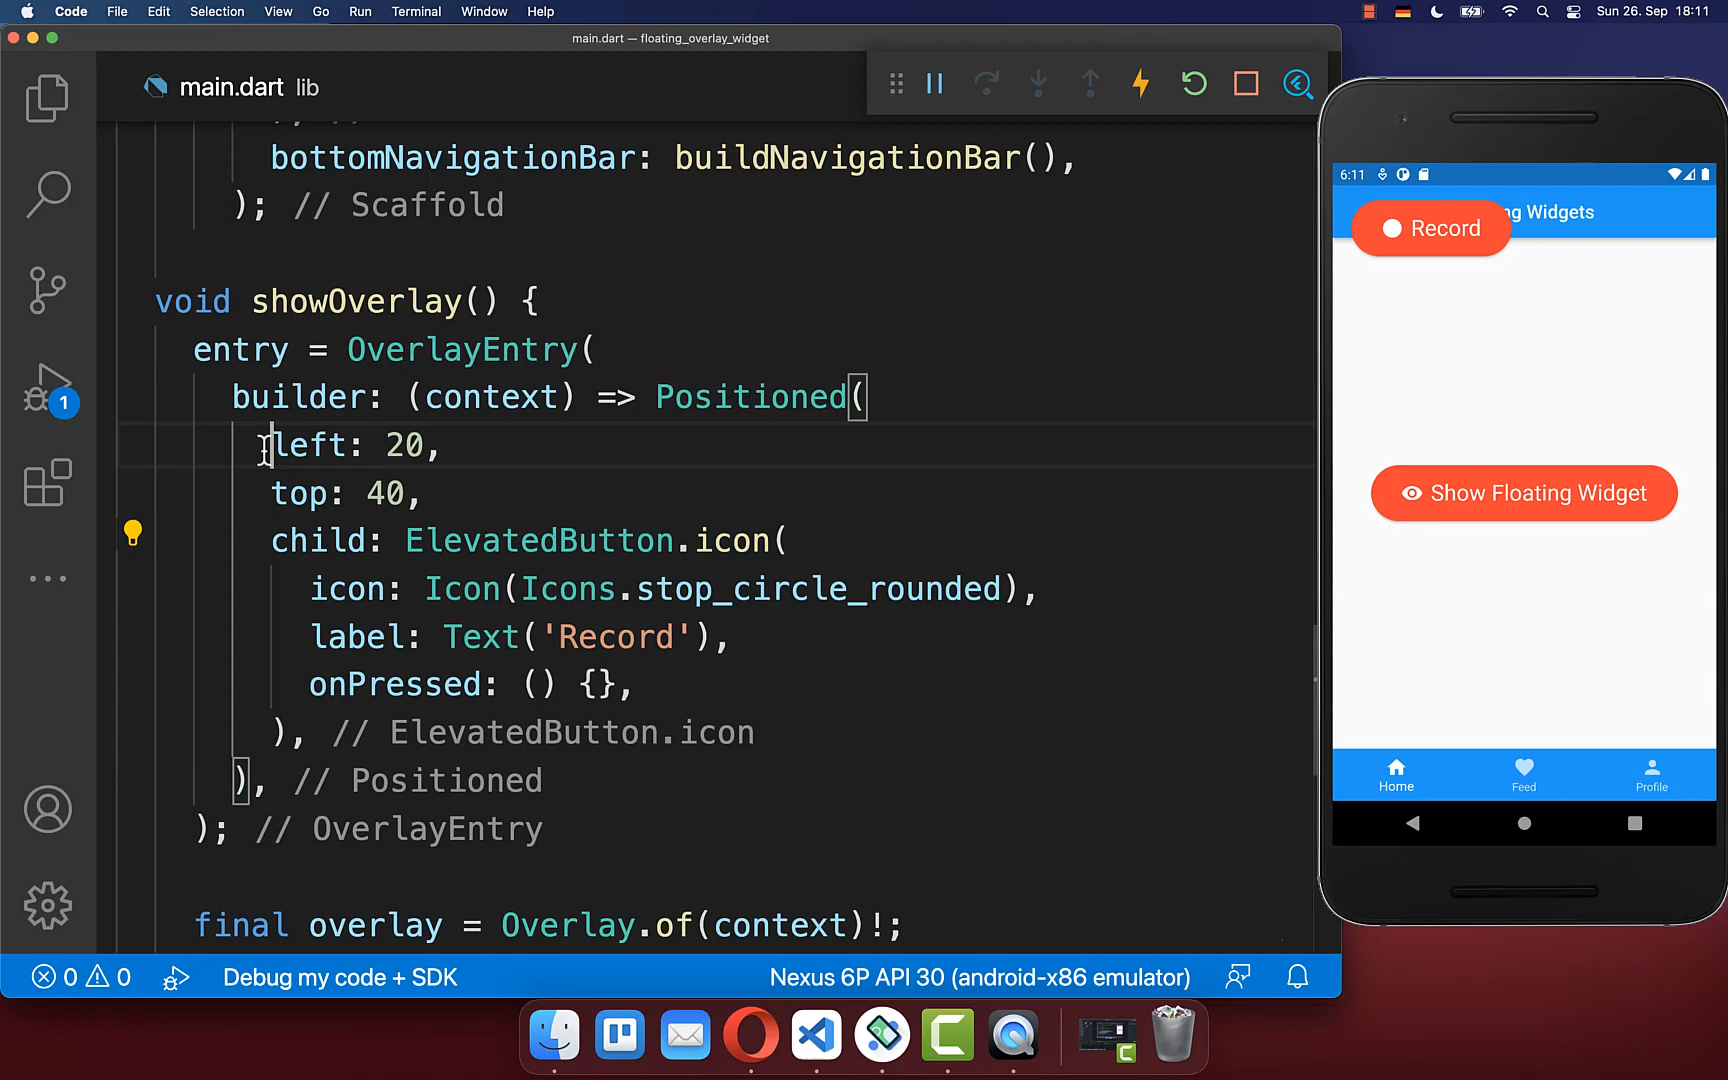 Code File Edit Selection View Go Run Terminal Window Help
Sun 26. Sep 18:11
main.dart — floating_overlay_widget
main.dart lib
bottomNavigationBar: buildNavigationBar(),
); // Scaffold
void showOverlay() {
entry = OverlayEntry(
builder: (context) => Positioned(
left: 20,
top: 40,
child: ElevatedButton.icon(
icon: Icon(Icons.stop_circle_rounded),
label: Text('Record'),
onPressed: () {},
), // ElevatedButton.icon
), // Positioned
); // OverlayEntry
final overlay = Overlay.of(context)!;
1
0 0 Debug my code + SDK
Nexus 6P API 30 (android-x86 emulator)
6:11
Record
ng Widgets
Show Floating Widget
Home Feed Profile